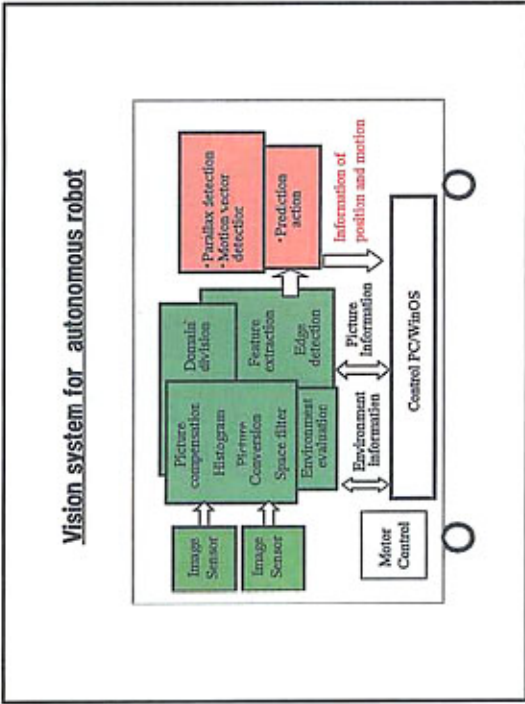 Vision system for autonomous robot
Image
Sensor
Image
Sensor
Picture
compensation
Histogram
Picture
Conversion
Space filter
Environment
evaluation
Domain
division
Feature
extraction
Edge
detection
• Parallax detection
• Motion vector
detection
• Prediction
action
Information of
position and motion
Environment
information
Picture
Information
Motor
Control
Control PC/WinOS